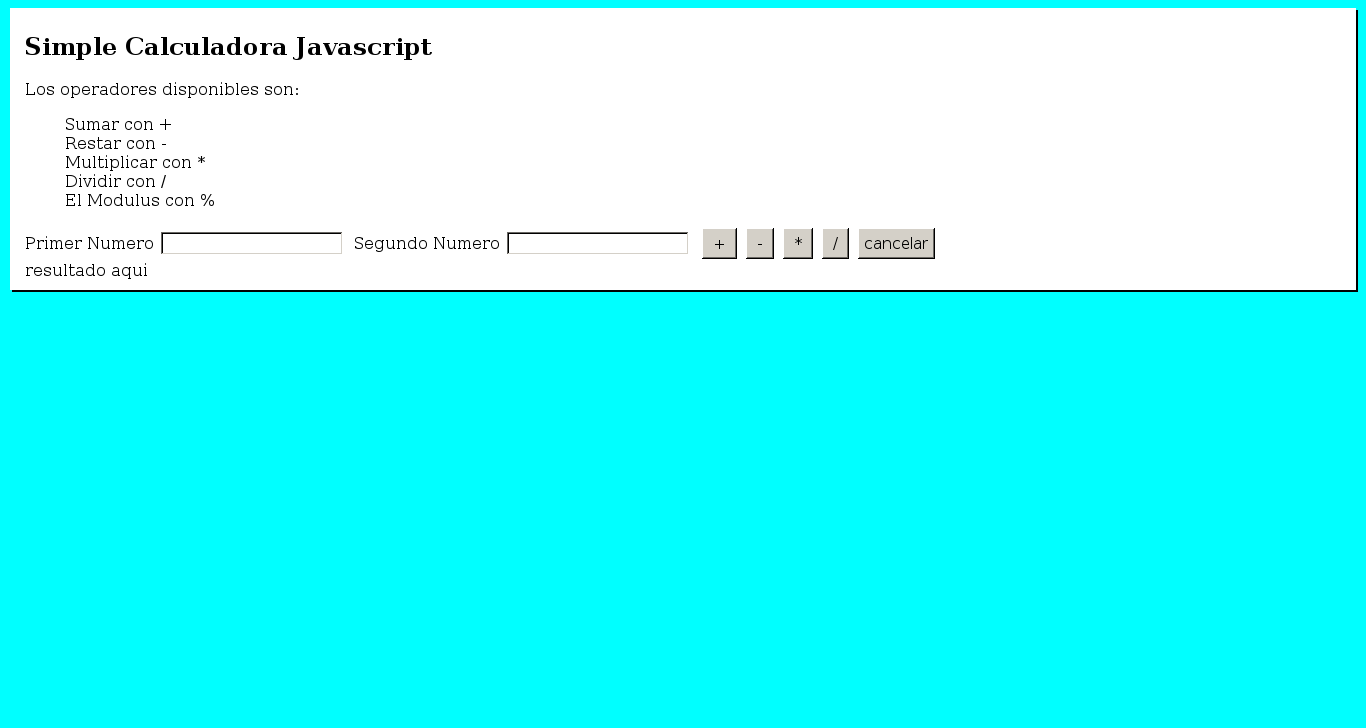 Simple Calculadora Javascript
Los operadores disponibles son:
Sumar con +
Restar con -
Multiplicar con *
Dividir con /
El Modulus con %
Primer Numero Segundo Numero + - * / cancelar
resultado aqui